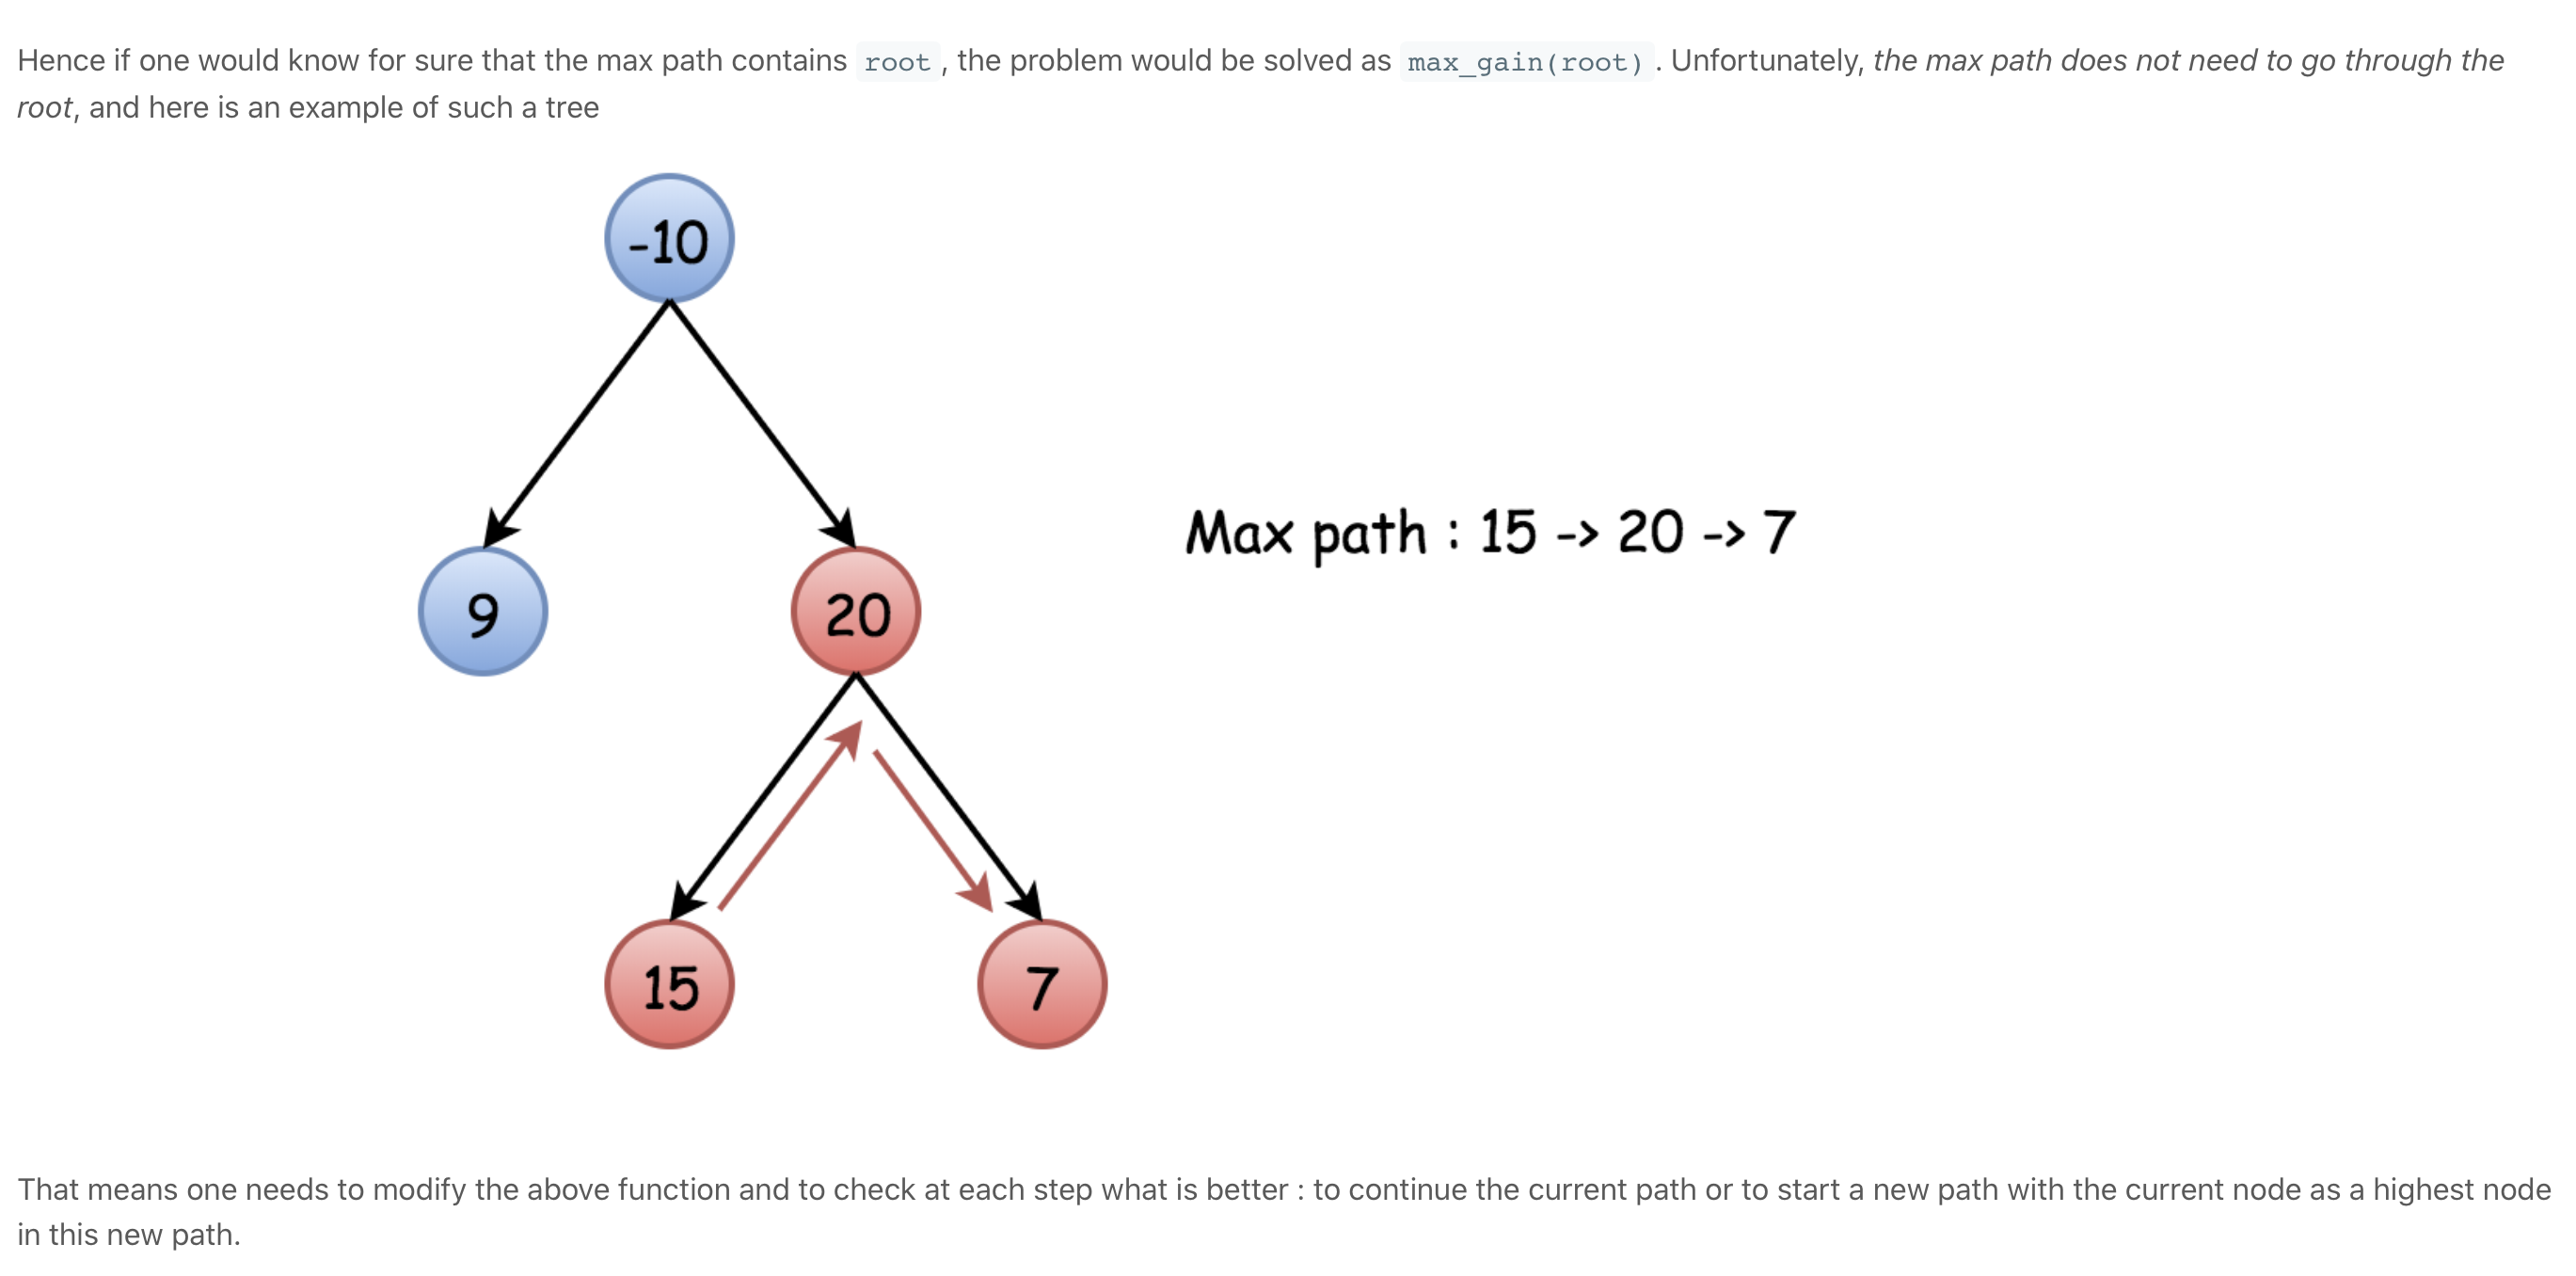 Hence if one would know for sure that the max path contains root , the problem would be solved as max_gain(root) . Unfortunately, the max path does not need to go through the
root, and here is an example of such a tree
-10
9
20
Max path : 15 -> 20 -> 7
15
7
That means one needs to modify the above function and to check at each step what is better : to continue the current path or to start a new path with the current node as a highest node
in this new path.